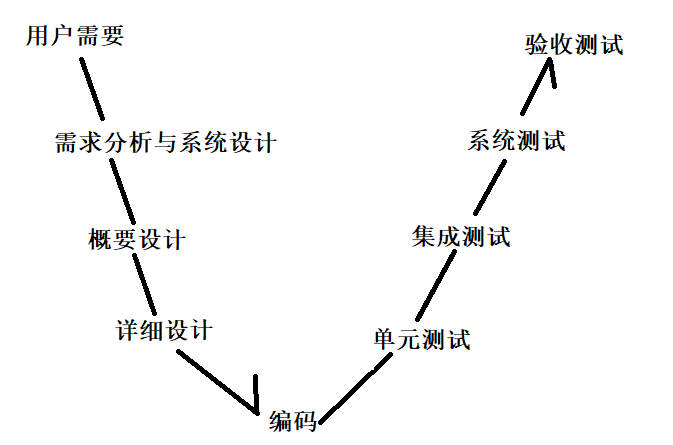 用户需要
验收测试
需求分析与系统设计
系统测试
概要设计
集成测试
详细设计
单元测试
编码